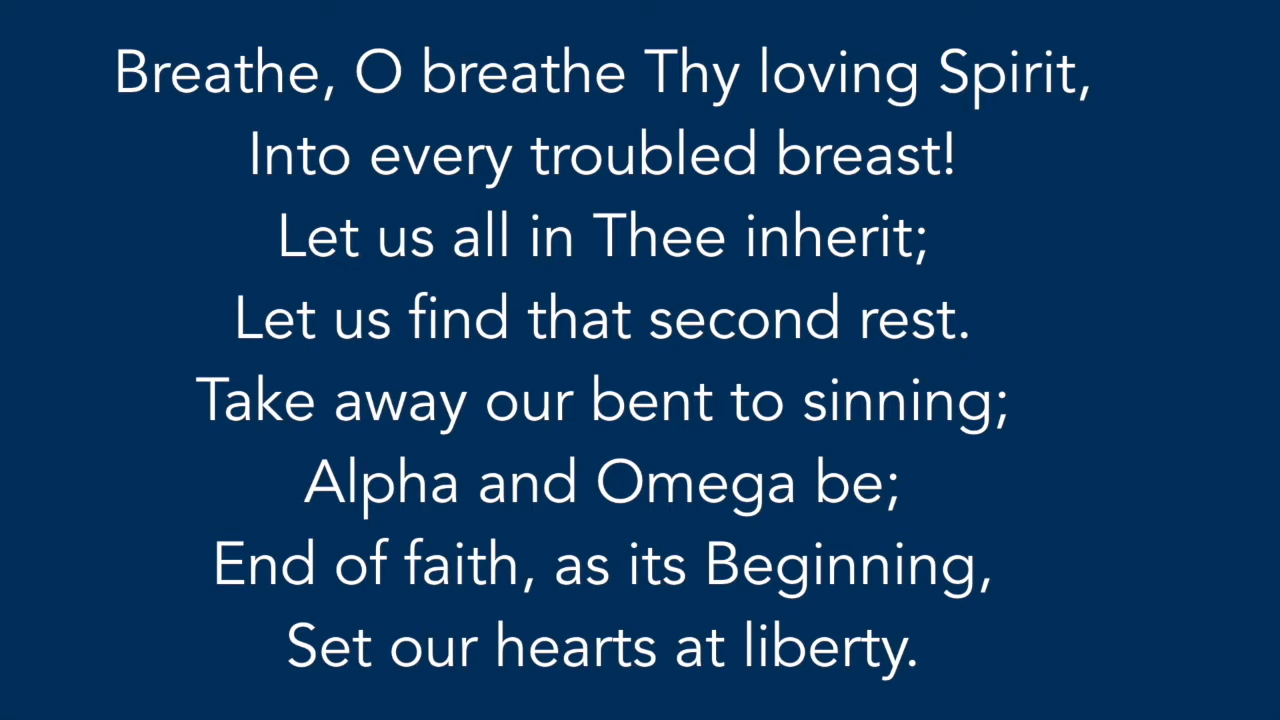 Breathe, O breathe Thy loving Spirit,
Into every troubled breast!
Let us all in Thee inherit;
Let us find that second rest.
Take away our bent to sinning;
Alpha and Omega be;
End of faith, as its Beginning,
Set our hearts at liberty.